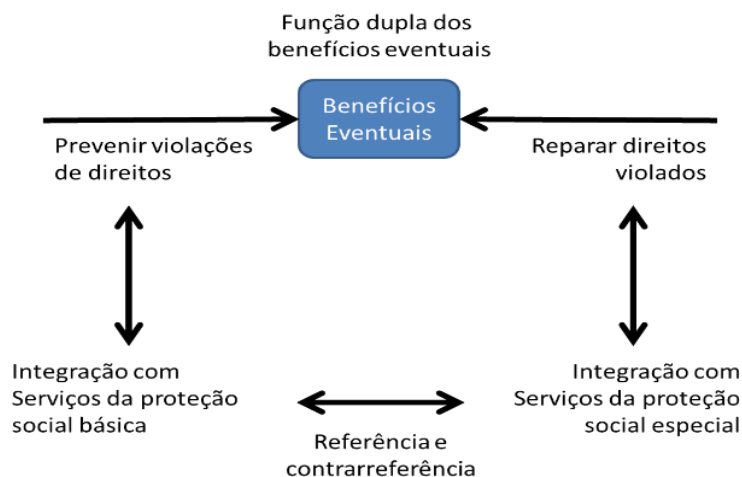 Função dupla dos
benefícios eventuais
Benefícios
Eventuais
Prevenir violações
de direitos
Reparar direitos
violados
Integração com
Serviços da proteção
social básica
Integração com
Serviços da proteção
social especial
Referência e
contrarreferência